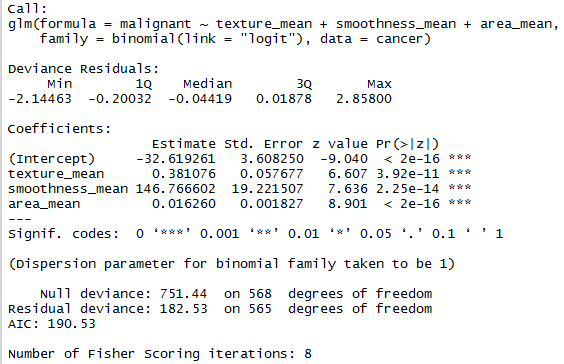 Call:
glm(formula = malignant ~ texture_mean + smoothness_mean + area_mean,
    family = binomial(link = "logit"), data = cancer)

Deviance Residuals:
     Min        1Q    Median        3Q       Max
-2.14463  -0.20032  -0.04419   0.01878   2.85800

Coefficients:
                  Estimate Std. Error z value Pr(>|z|)
(Intercept)     -32.619261   3.608250  -9.040  < 2e-16 ***
texture_mean      0.381076   0.057677   6.607 3.92e-11 ***
smoothness_mean 146.766602  19.221507   7.636 2.25e-14 ***
area_mean         0.016260   0.001827   8.901  < 2e-16 ***
---
Signif. codes:  0 ‘***’ 0.001 ‘**’ 0.01 ‘*’ 0.05 ‘.’ 0.1 ‘ ’ 1

(Dispersion parameter for binomial family taken to be 1)

    Null deviance: 751.44  on 568  degrees of freedom
Residual deviance: 182.53  on 565  degrees of freedom
AIC: 190.53

Number of Fisher Scoring iterations: 8